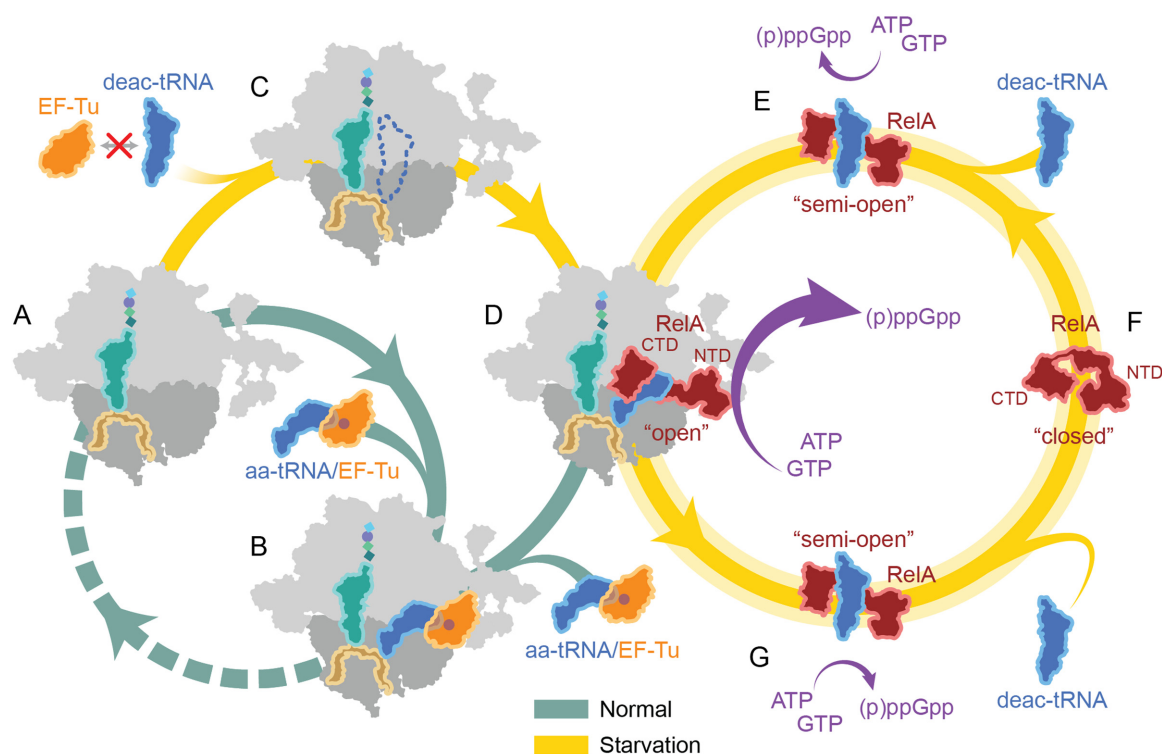 deac-tRNA
EF-Tu
C
(p)ppGpp
ATP
GTP
E
RelA
deac-tRNA
"semi-open"
A
D
RelA
CTD
NTD
"open"
(p)ppGpp
ATP
GTP
RelA
F
CTD
NTD
"closed"
aa-tRNA/EF-Tu
B
aa-tRNA/EF-Tu
"semi-open"
RelA
G
ATP
GTP
(p)ppGpp
deac-tRNA
Normal
Starvation